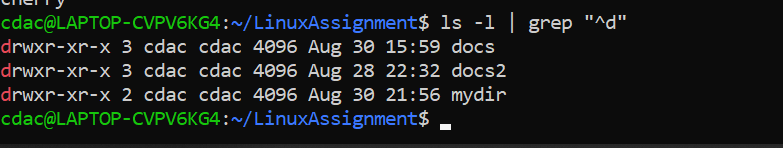 cherry
cdac@LAPTOP-CVPV6KG4:~/LinuxAssignment$ ls -l | grep "^d"
drwxr-xr-x 3 cdac cdac 4096 Aug 30 15:59 docs
drwxr-xr-x 3 cdac cdac 4096 Aug 28 22:32 docs2
drwxr-xr-x 2 cdac cdac 4096 Aug 30 21:56 mydir
cdac@LAPTOP-CVPV6KG4:~/LinuxAssignment$